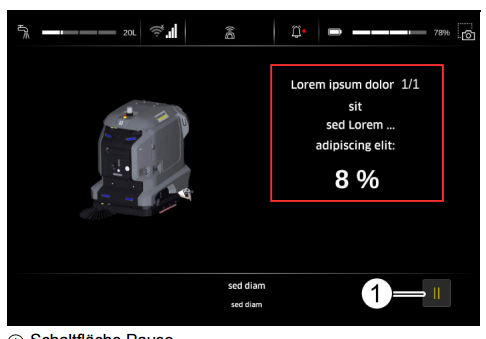 20L
78%
Lorem ipsum dolor 1/1
sit
sed Lorem ...
adipiscing elit:
8 %
sed diam
sed diam
1
Schaltfläche Pause